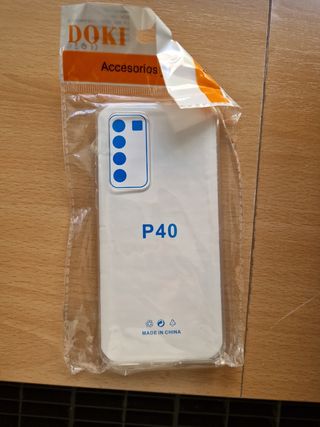 DOKI
Accesorios
P40
MADE IN CHINA